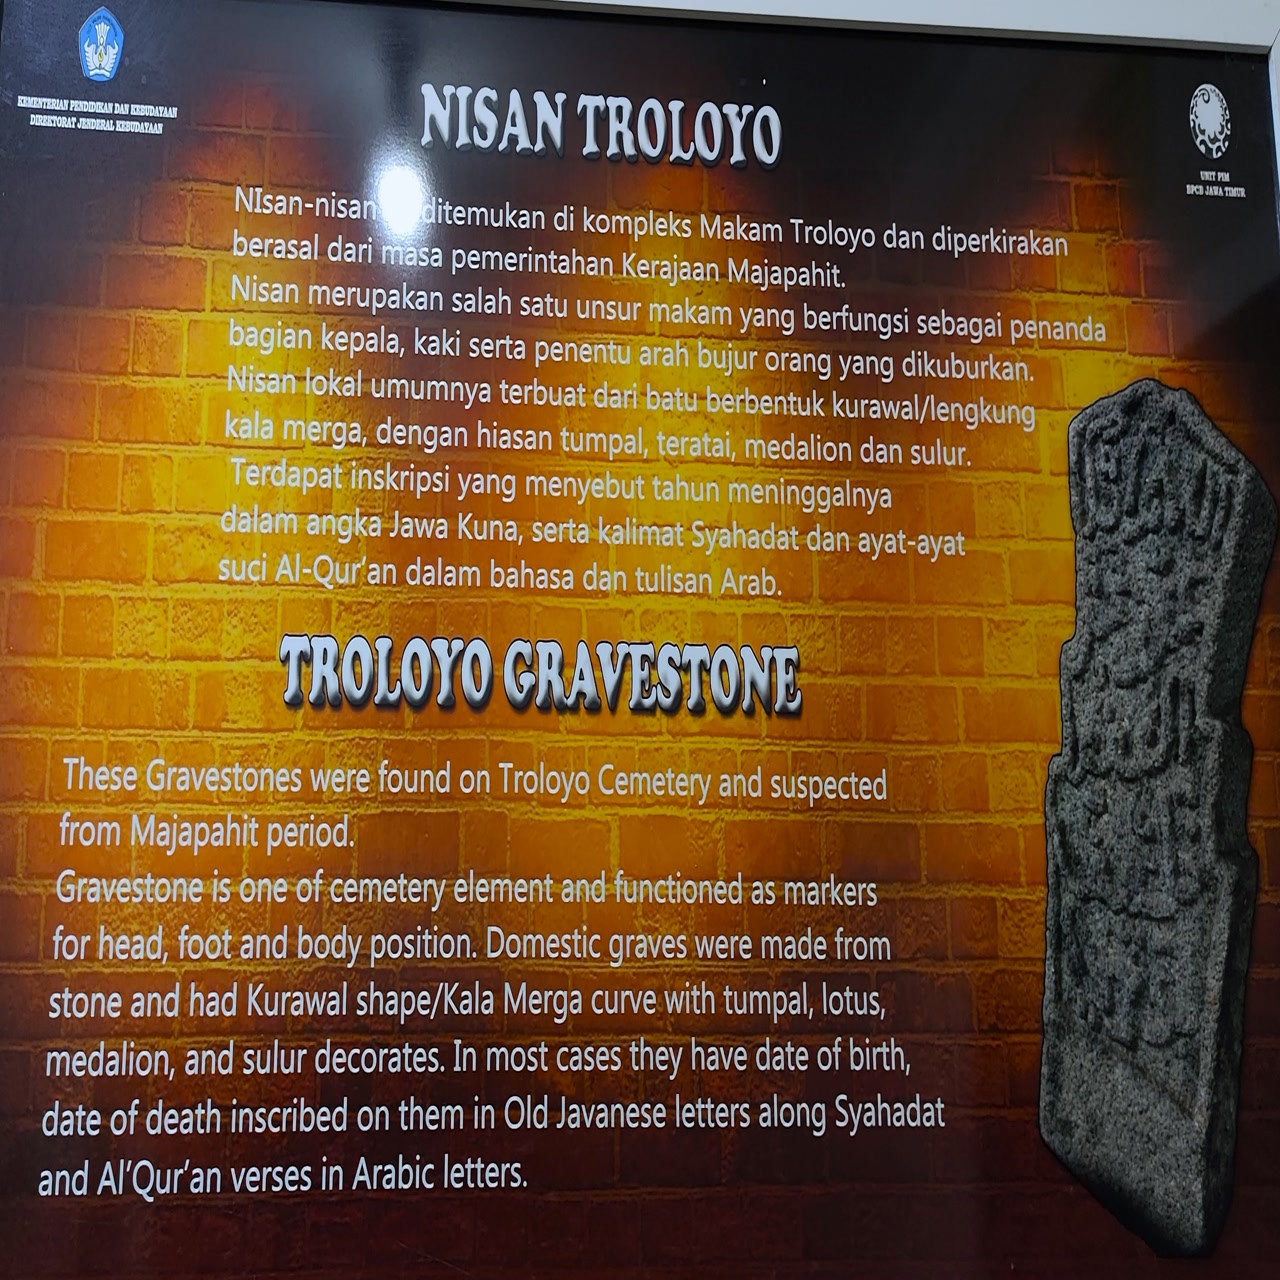 KEMENTERIAN PENDIDIKAN DAN KEBUDAYAAN
DIREKTORAT JENDERAL KEBUDAYAAN
UNIT PIM
BPCB JAWA TIMUR
NISAN TROLOYO
NIsan-nisan ditemukan di kompleks Makam Troloyo dan diperkirakan
berasal dari masa pemerintahan Kerajaan Majapahit.
Nisan merupakan salah satu unsur makam yang berfungsi sebagai penanda
bagian kepala, kaki serta penentu arah bujur orang yang dikuburkan.
Nisan lokal umumnya terbuat dari batu berbentuk kurawal/lengkung
kala merga, dengan hiasan tumpal, teratai, medalion dan sulur.
Terdapat inskripsi yang menyebut tahun meninggalnya
dalam angka Jawa Kuna, serta kalimat Syahadat dan ayat-ayat
suci Al-Qur'an dalam bahasa dan tulisan Arab.
TROLOYO GRAVESTONE
These Gravestones were found on Troloyo Cemetery and suspected
from Majapahit period.
Gravestone is one of cemetery element and functioned as markers
for head, foot and body position. Domestic graves were made from
stone and had Kurawal shape/Kala Merga curve with tumpal, lotus,
medalion, and sulur decorates. In most cases they have date of birth,
date of death inscribed on them in Old Javanese letters along Syahadat
and Al'Qur'an verses in Arabic letters.